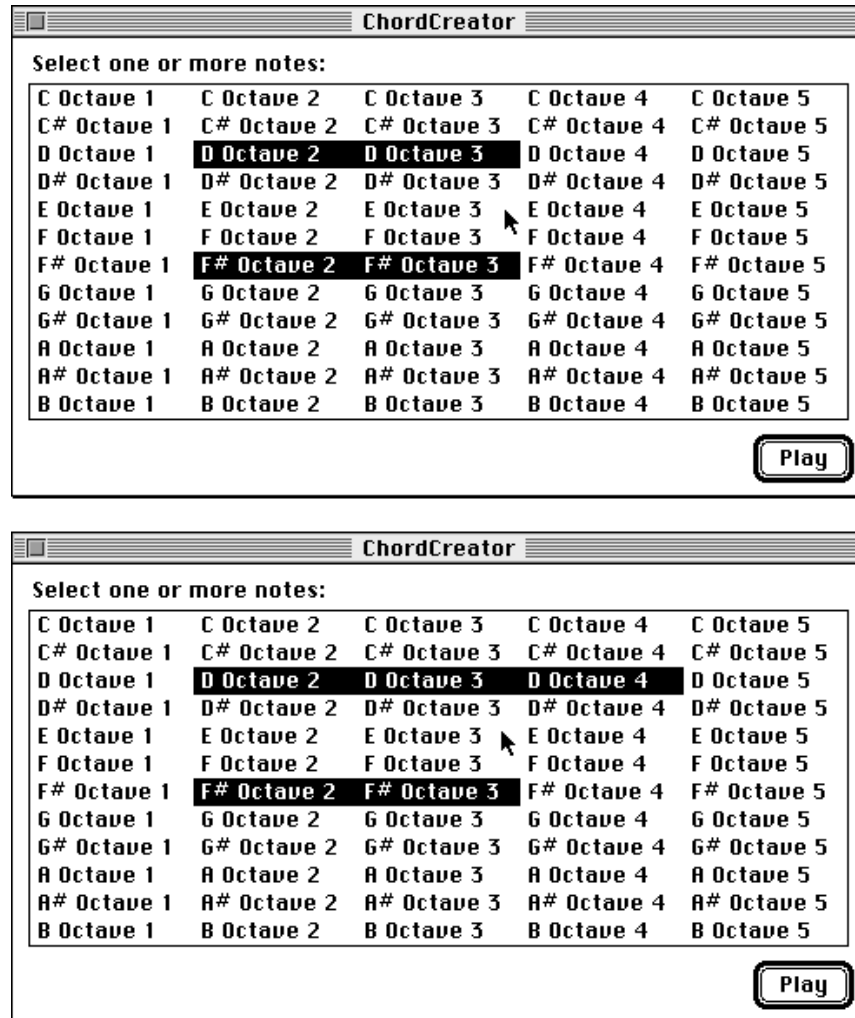 ChordCreator
Select one or more notes:
C Octave 1 C Octave 2 C Octave 3 C Octave 4 C Octave 5
C# Octave 1 C# Octave 2 C# Octave 3 C# Octave 4 C# Octave 5
D Octave 1 D Octave 2 D Octave 3 D Octave 4 D Octave 5
D# Octave 1 D# Octave 2 D# Octave 3 D# Octave 4 D# Octave 5
E Octave 1 E Octave 2 E Octave 3 E Octave 4 E Octave 5
F Octave 1 F Octave 2 F Octave 3 F Octave 4 F Octave 5
F# Octave 1 F# Octave 2 F# Octave 3 F# Octave 4 F# Octave 5
G Octave 1 G Octave 2 G Octave 3 G Octave 4 G Octave 5
G# Octave 1 G# Octave 2 G# Octave 3 G# Octave 4 G# Octave 5
A Octave 1 A Octave 2 A Octave 3 A Octave 4 A Octave 5
A# Octave 1 A# Octave 2 A# Octave 3 A# Octave 4 A# Octave 5
B Octave 1 B Octave 2 B Octave 3 B Octave 4 B Octave 5
Play
ChordCreator
Select one or more notes:
C Octave 1 C Octave 2 C Octave 3 C Octave 4 C Octave 5
C# Octave 1 C# Octave 2 C# Octave 3 C# Octave 4 C# Octave 5
D Octave 1 D Octave 2 D Octave 3 D Octave 4 D Octave 5
D# Octave 1 D# Octave 2 D# Octave 3 D# Octave 4 D# Octave 5
E Octave 1 E Octave 2 E Octave 3 E Octave 4 E Octave 5
F Octave 1 F Octave 2 F Octave 3 F Octave 4 F Octave 5
F# Octave 1 F# Octave 2 F# Octave 3 F# Octave 4 F# Octave 5
G Octave 1 G Octave 2 G Octave 3 G Octave 4 G Octave 5
G# Octave 1 G# Octave 2 G# Octave 3 G# Octave 4 G# Octave 5
A Octave 1 A Octave 2 A Octave 3 A Octave 4 A Octave 5
A# Octave 1 A# Octave 2 A# Octave 3 A# Octave 4 A# Octave 5
B Octave 1 B Octave 2 B Octave 3 B Octave 4 B Octave 5
Play